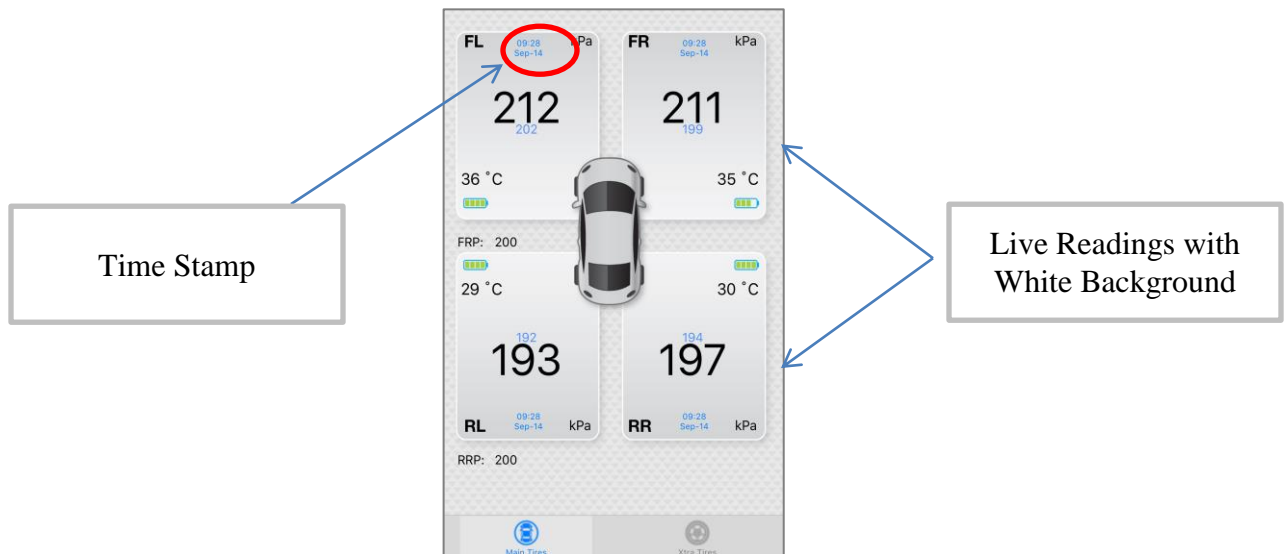 FL 09:28 kPa FR 09:28 kPa
Sep-14 Sep-14
212 211
202 199
36 °C 35 °C
Time Stamp
Live Readings with
White Background
FRP: 200
29 °C 30 °C
192 194
193 197
RL 09:28 kPa RR 09:28 kPa
Sep-14 Sep-14
RRP: 200
Main Tires Xtra Tires